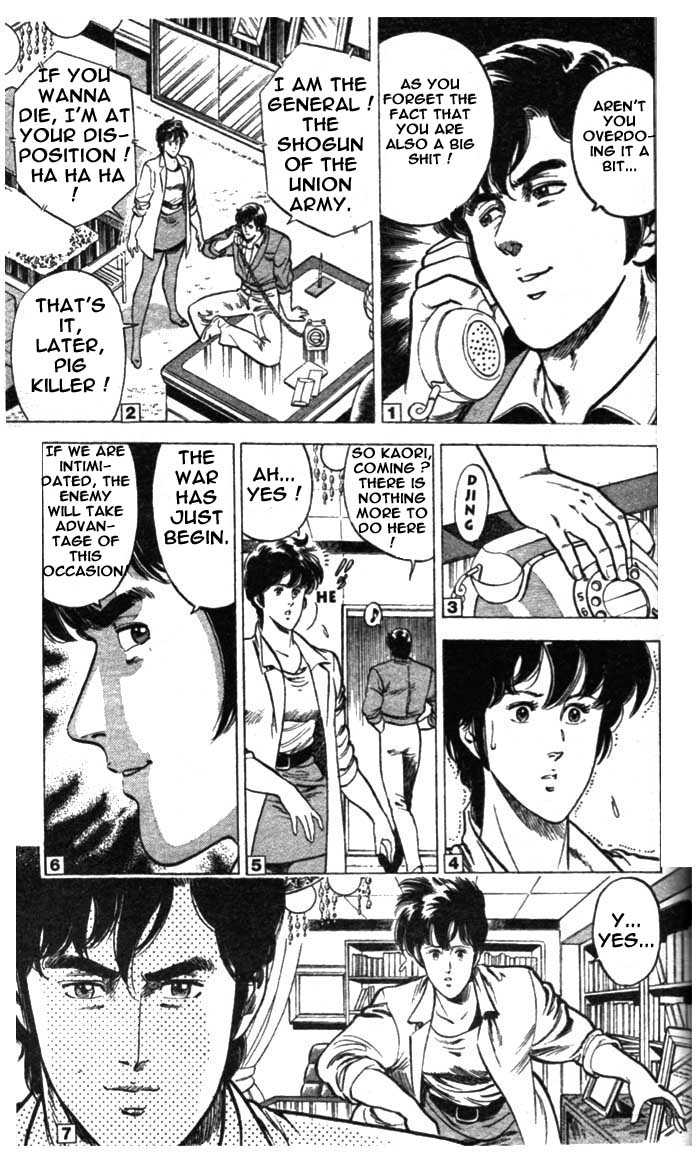 AREN'T
YOU
OVERDO-
ING IT A
BIT...
AS YOU
FORGET THE
FACT THAT
YOU ARE
ALSO A BIG
SHIT !
1
I AM THE
GENERAL !
THE
SHOGUN
OF THE
UNION
ARMY.
IF YOU
WANNA
DIE, I'M AT
YOUR DIS-
POSITION !
HA HA HA
!
THAT'S
IT,
LATER,
PIG
KILLER !
2
DJING
3
4
SO KAORI,
COMING ?
THERE IS
NOTHING
MORE TO
DO HERE
!
AH...
YES !
HE
5
THE
WAR
HAS
JUST
BEGIN.
IF WE ARE
INTIMI-
DATED, THE
ENEMY
WILL TAKE
ADVAN-
TAGE OF
THIS
OCCASION
6
Y...
YES...
7